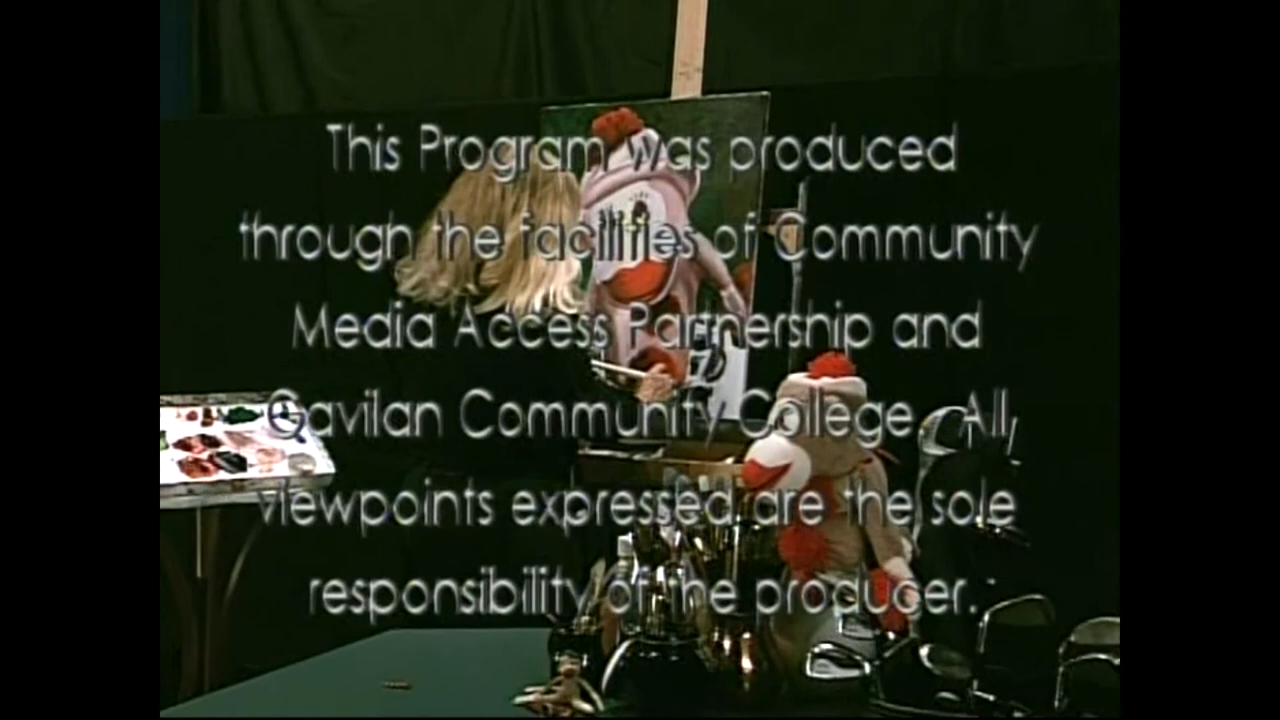 This Program was produced
through the facilities of Community
Media Access Partnership and
Gavilan Community College. All
viewpoints expressed are the sole
responsibility of the producer.